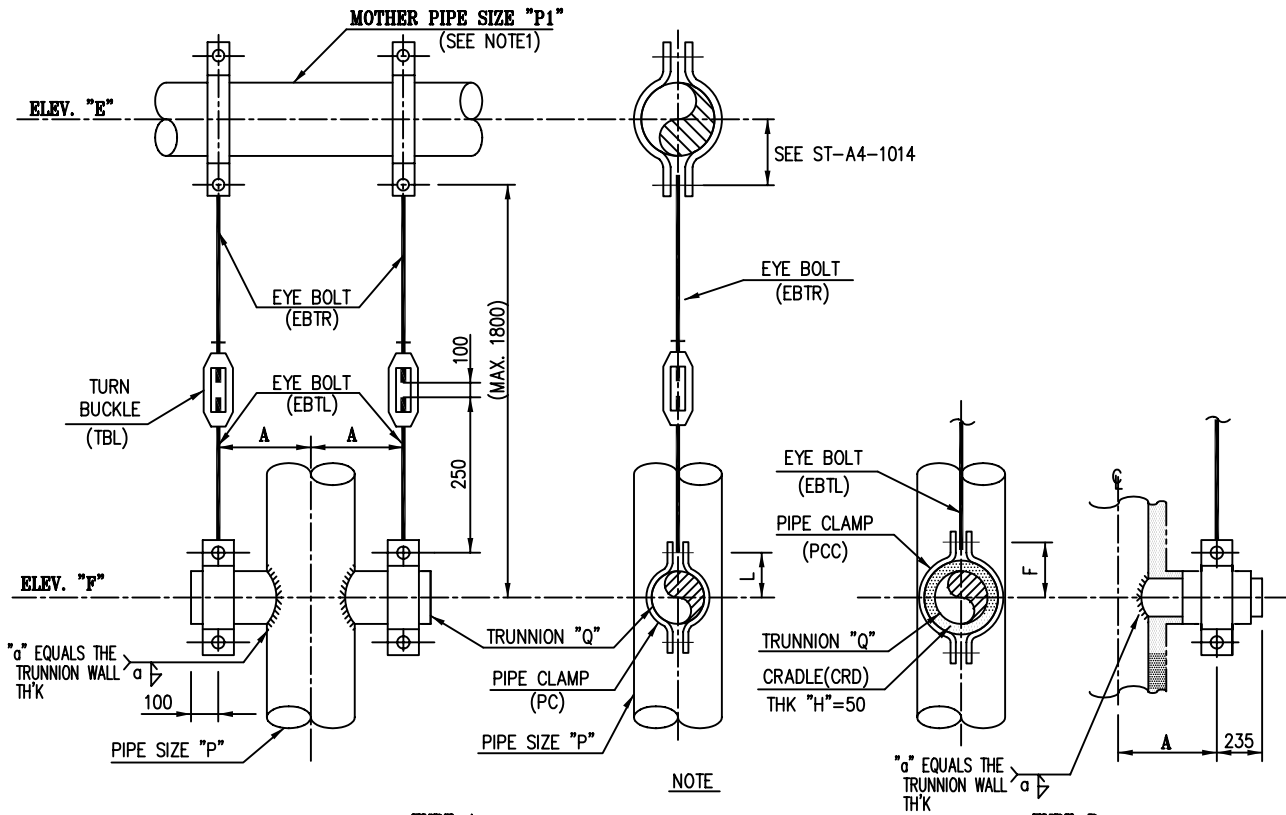 MOTHER PIPE SIZE "P1"
(SEE NOTE1)
ELEV. "E"
SEE ST-A4-1014
EYE BOLT
(EBTR)
EYE BOLT
(EBTR)
(MAX. 1800)
100
TURN
BUCKLE
(TBL)
EYE BOLT
(EBTL)
A
A
250
EYE BOLT
(EBTL)
PIPE CLAMP
(PCC)
L
F
ELEV. "F"
TRUNNION "Q"
TRUNNION "Q"
"a" EQUALS THE
TRUNNION WALL
TH'K
a
PIPE CLAMP
(PC)
CRADLE(CRD)
THK "H"=50
100
PIPE SIZE "P"
PIPE SIZE "P"
A
235
NOTE
"a" EQUALS THE
TRUNNION WALL
TH'K
a